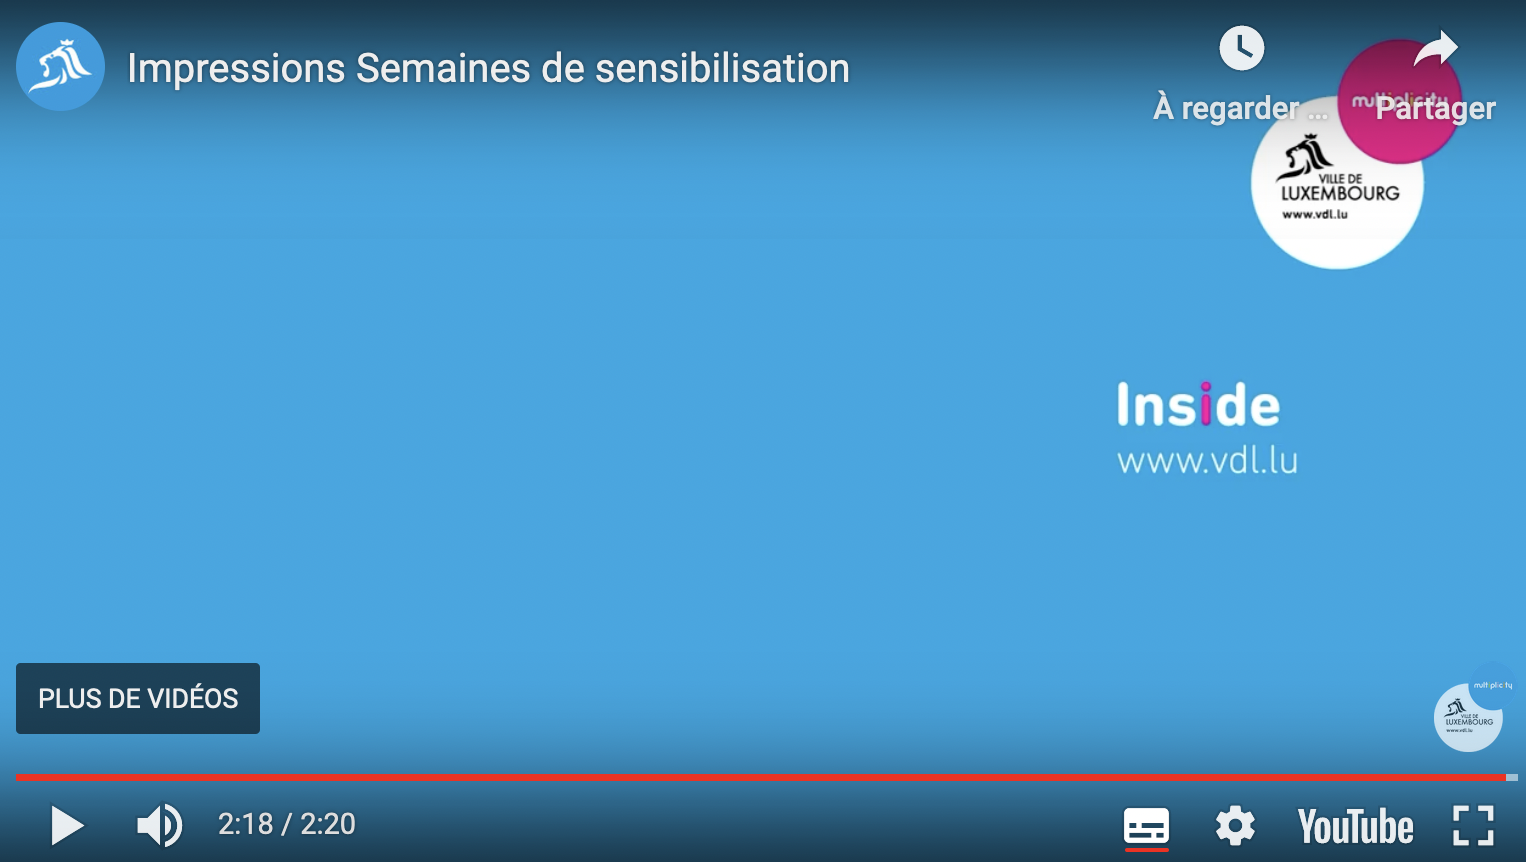 Impressions Semaines de sensibilisation
À regarder ...
Partager
multiplicity
VILLE DE
LUXEMBOURG
www.vdl.lu
Inside
www.vdl.lu
PLUS DE VIDÉOS
multiplicity
VILLE DE
LUXEMBOURG
www.vdl.lu
2:18 / 2:20
YouTube